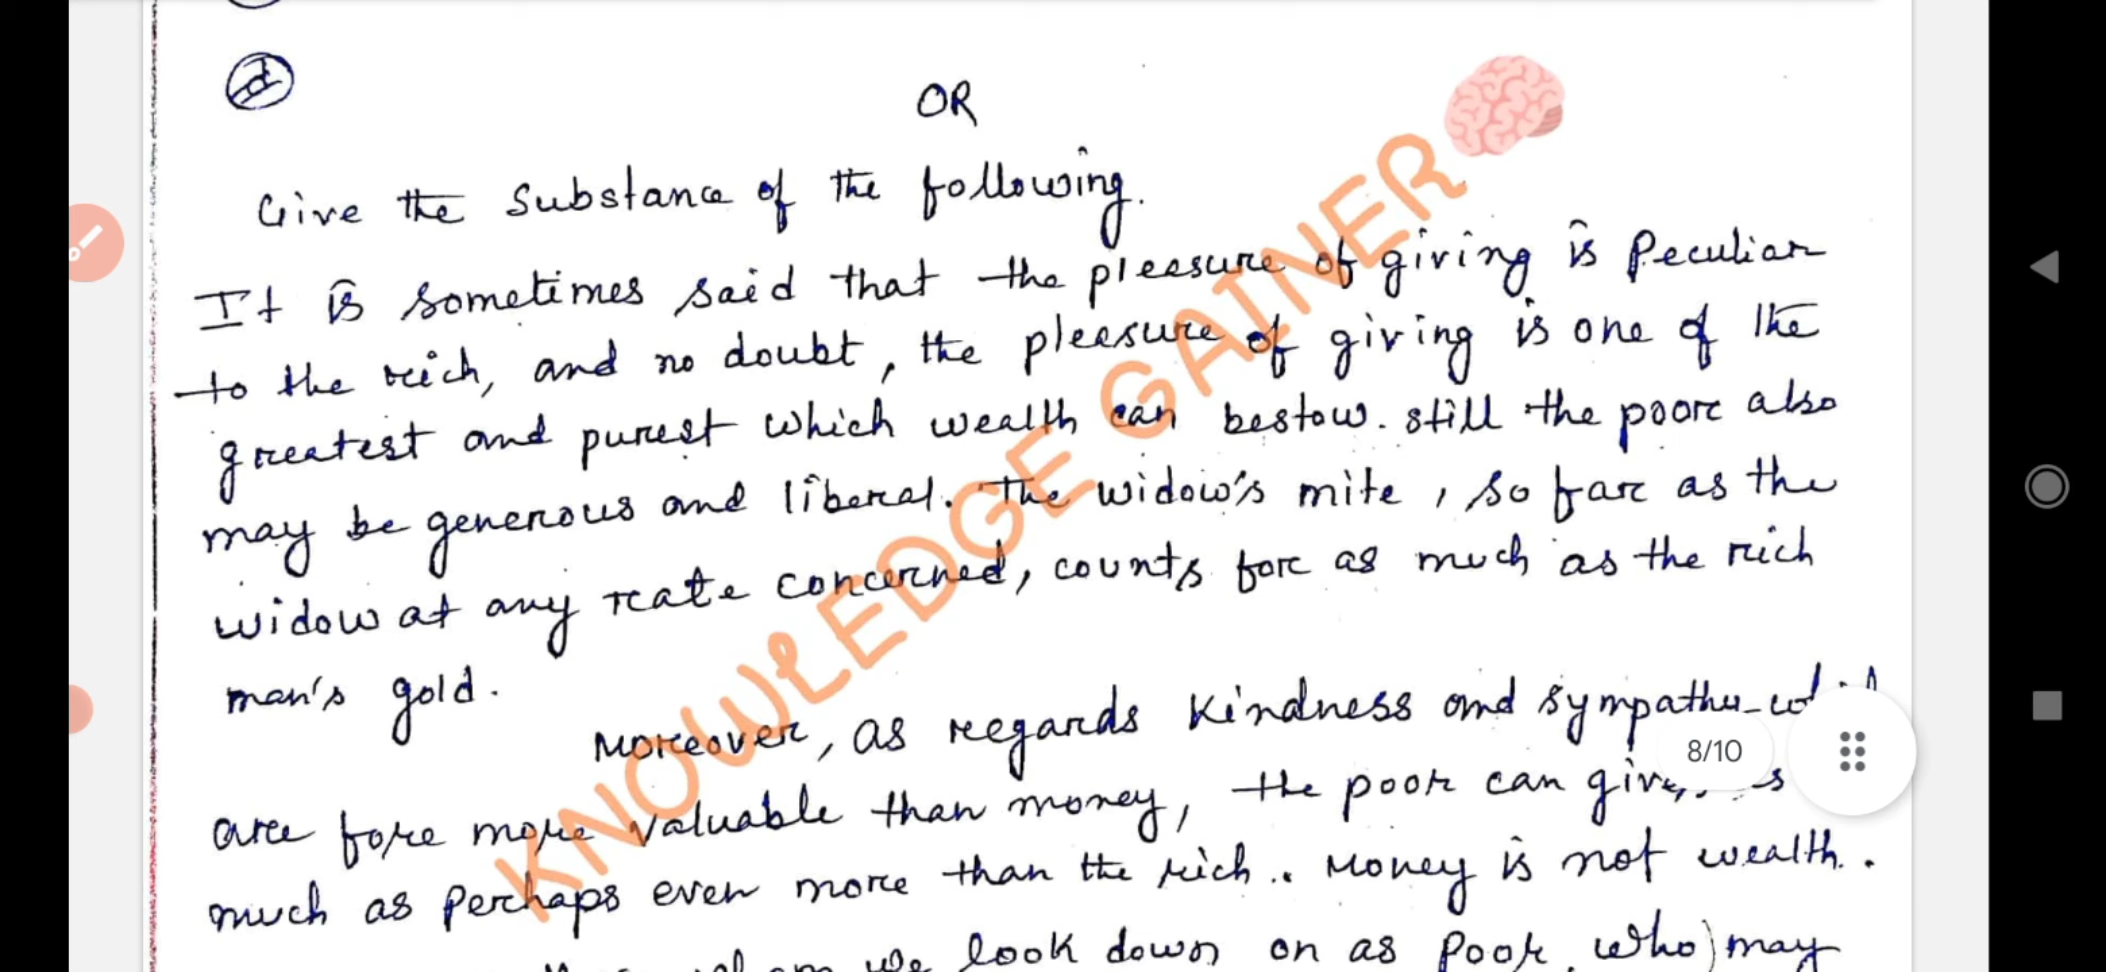 OR
Give the substance of the following.
It is sometimes said that the pleasure of giving is peculiar
to the rich, and no doubt, the pleasure of giving is one of the
greatest and purest which wealth can bestow. still the poor also
may be generous and liberal. The widow's mite, so far as the
widow at any rate concerned, counts for as much as the rich
man's gold.
Moreover, as regards kindness and sympathy
are fore more valuable than money, the poor can give
much as perhaps even more than the rich. Money is not wealth.
look down on as poor, who may
KNOWLEDGE GAINER
8/10